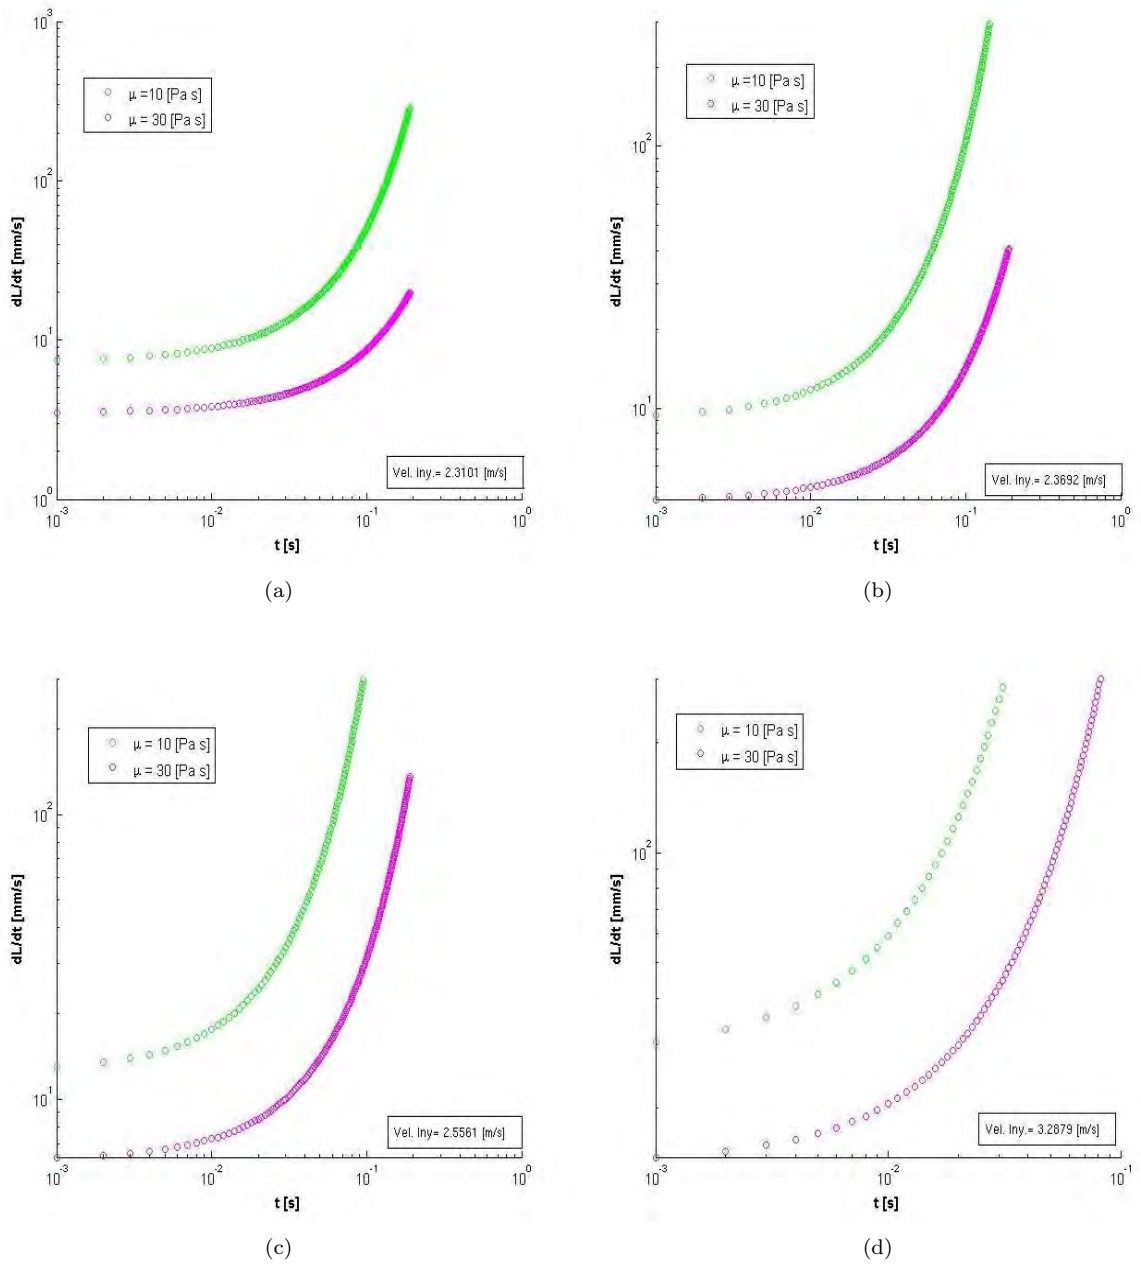 10^3
10^2
10^1
10^0
dL/dt [mm/s]
μ =10 [Pa s]
μ = 30 [Pa s]
Vel. Iny.= 2.3101 [m/s]
10^-3 10^-2 10^-1 10^0
t [s]
(a)
10^2
10^1
dL/dt [mm/s]
μ =10 [Pa s]
μ = 30 [Pa s]
Vel. Iny.= 2.3692 [m/s]
10^-3 10^-2 10^-1 10^0
t [s]
(b)
10^2
10^1
dL/dt [mm/s]
μ = 10 [Pa s]
μ = 30 [Pa s]
Vel. Iny= 2.5561 [m/s]
10^-3 10^-2 10^-1 10^0
t [s]
(c)
10^2
dL/dt [mm/s]
μ = 10 [Pa s]
μ = 30 [Pa s]
Vel. Iny.= 3.2879 [m/s]
10^-3 10^-2 10^-1
t [s]
(d)